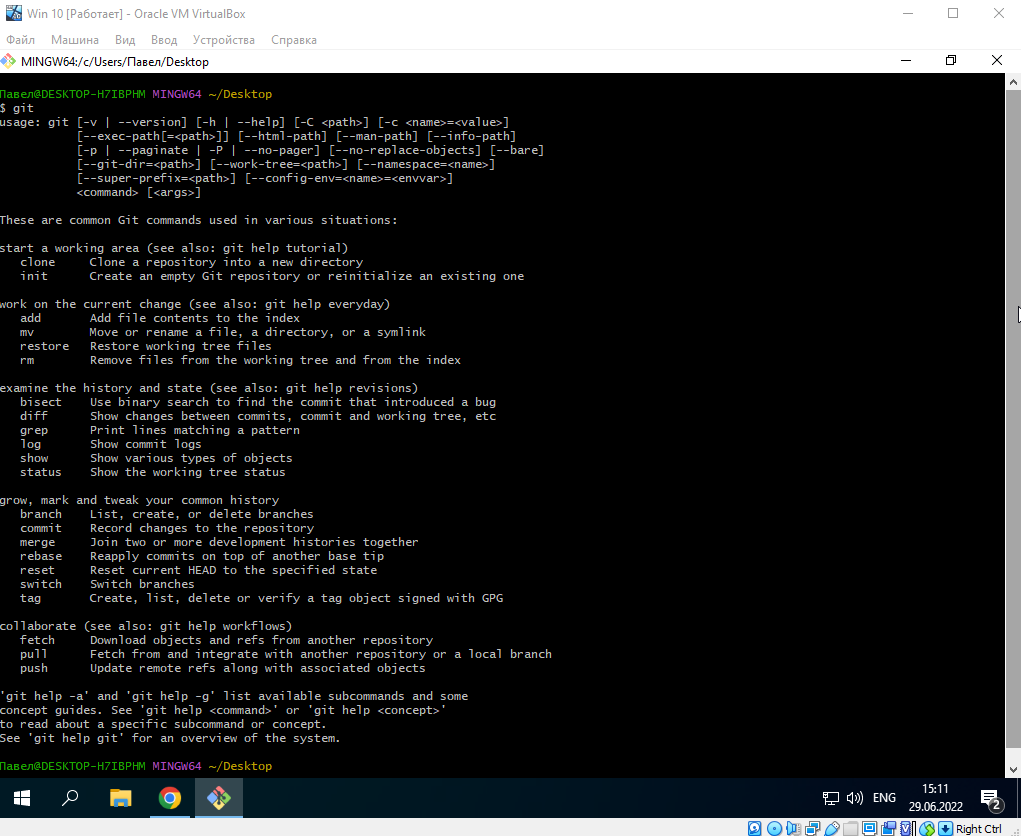 Win 10 [Работает] - Oracle VM VirtualBox
Файл Машина Вид Ввод Устройства Справка
MINGW64:/c/Users/Павел/Desktop
Павел@DESKTOP-H7IBPHM MINGW64 ~/Desktop
$ git
usage: git [-v | --version] [-h | --help] [-C <path>] [-c <name>=<value>]
           [--exec-path[=<path>]] [--html-path] [--man-path] [--info-path]
           [-p | --paginate | -P | --no-pager] [--no-replace-objects] [--bare]
           [--git-dir=<path>] [--work-tree=<path>] [--namespace=<name>]
           [--super-prefix=<path>] [--config-env=<name>=<envvar>]
           <command> [<args>]
These are common Git commands used in various situations:
start a working area (see also: git help tutorial)
   clone     Clone a repository into a new directory
   init      Create an empty Git repository or reinitialize an existing one
work on the current change (see also: git help everyday)
   add       Add file contents to the index
   mv        Move or rename a file, a directory, or a symlink
   restore   Restore working tree files
   rm        Remove files from the working tree and from the index
examine the history and state (see also: git help revisions)
   bisect    Use binary search to find the commit that introduced a bug
   diff      Show changes between commits, commit and working tree, etc
   grep      Print lines matching a pattern
   log       Show commit logs
   show      Show various types of objects
   status    Show the working tree status
grow, mark and tweak your common history
   branch    List, create, or delete branches
   commit    Record changes to the repository
   merge     Join two or more development histories together
   rebase    Reapply commits on top of another base tip
   reset     Reset current HEAD to the specified state
   switch    Switch branches
   tag       Create, list, delete or verify a tag object signed with GPG
collaborate (see also: git help workflows)
   fetch     Download objects and refs from another repository
   pull      Fetch from and integrate with another repository or a local branch
   push      Update remote refs along with associated objects
'git help -a' and 'git help -g' list available subcommands and some
concept guides. See 'git help <command>' or 'git help <concept>'
to read about a specific subcommand or concept.
See 'git help git' for an overview of the system.
Павел@DESKTOP-H7IBPHM MINGW64 ~/Desktop
ENG
15:11
29.06.2022
2
Right Ctrl